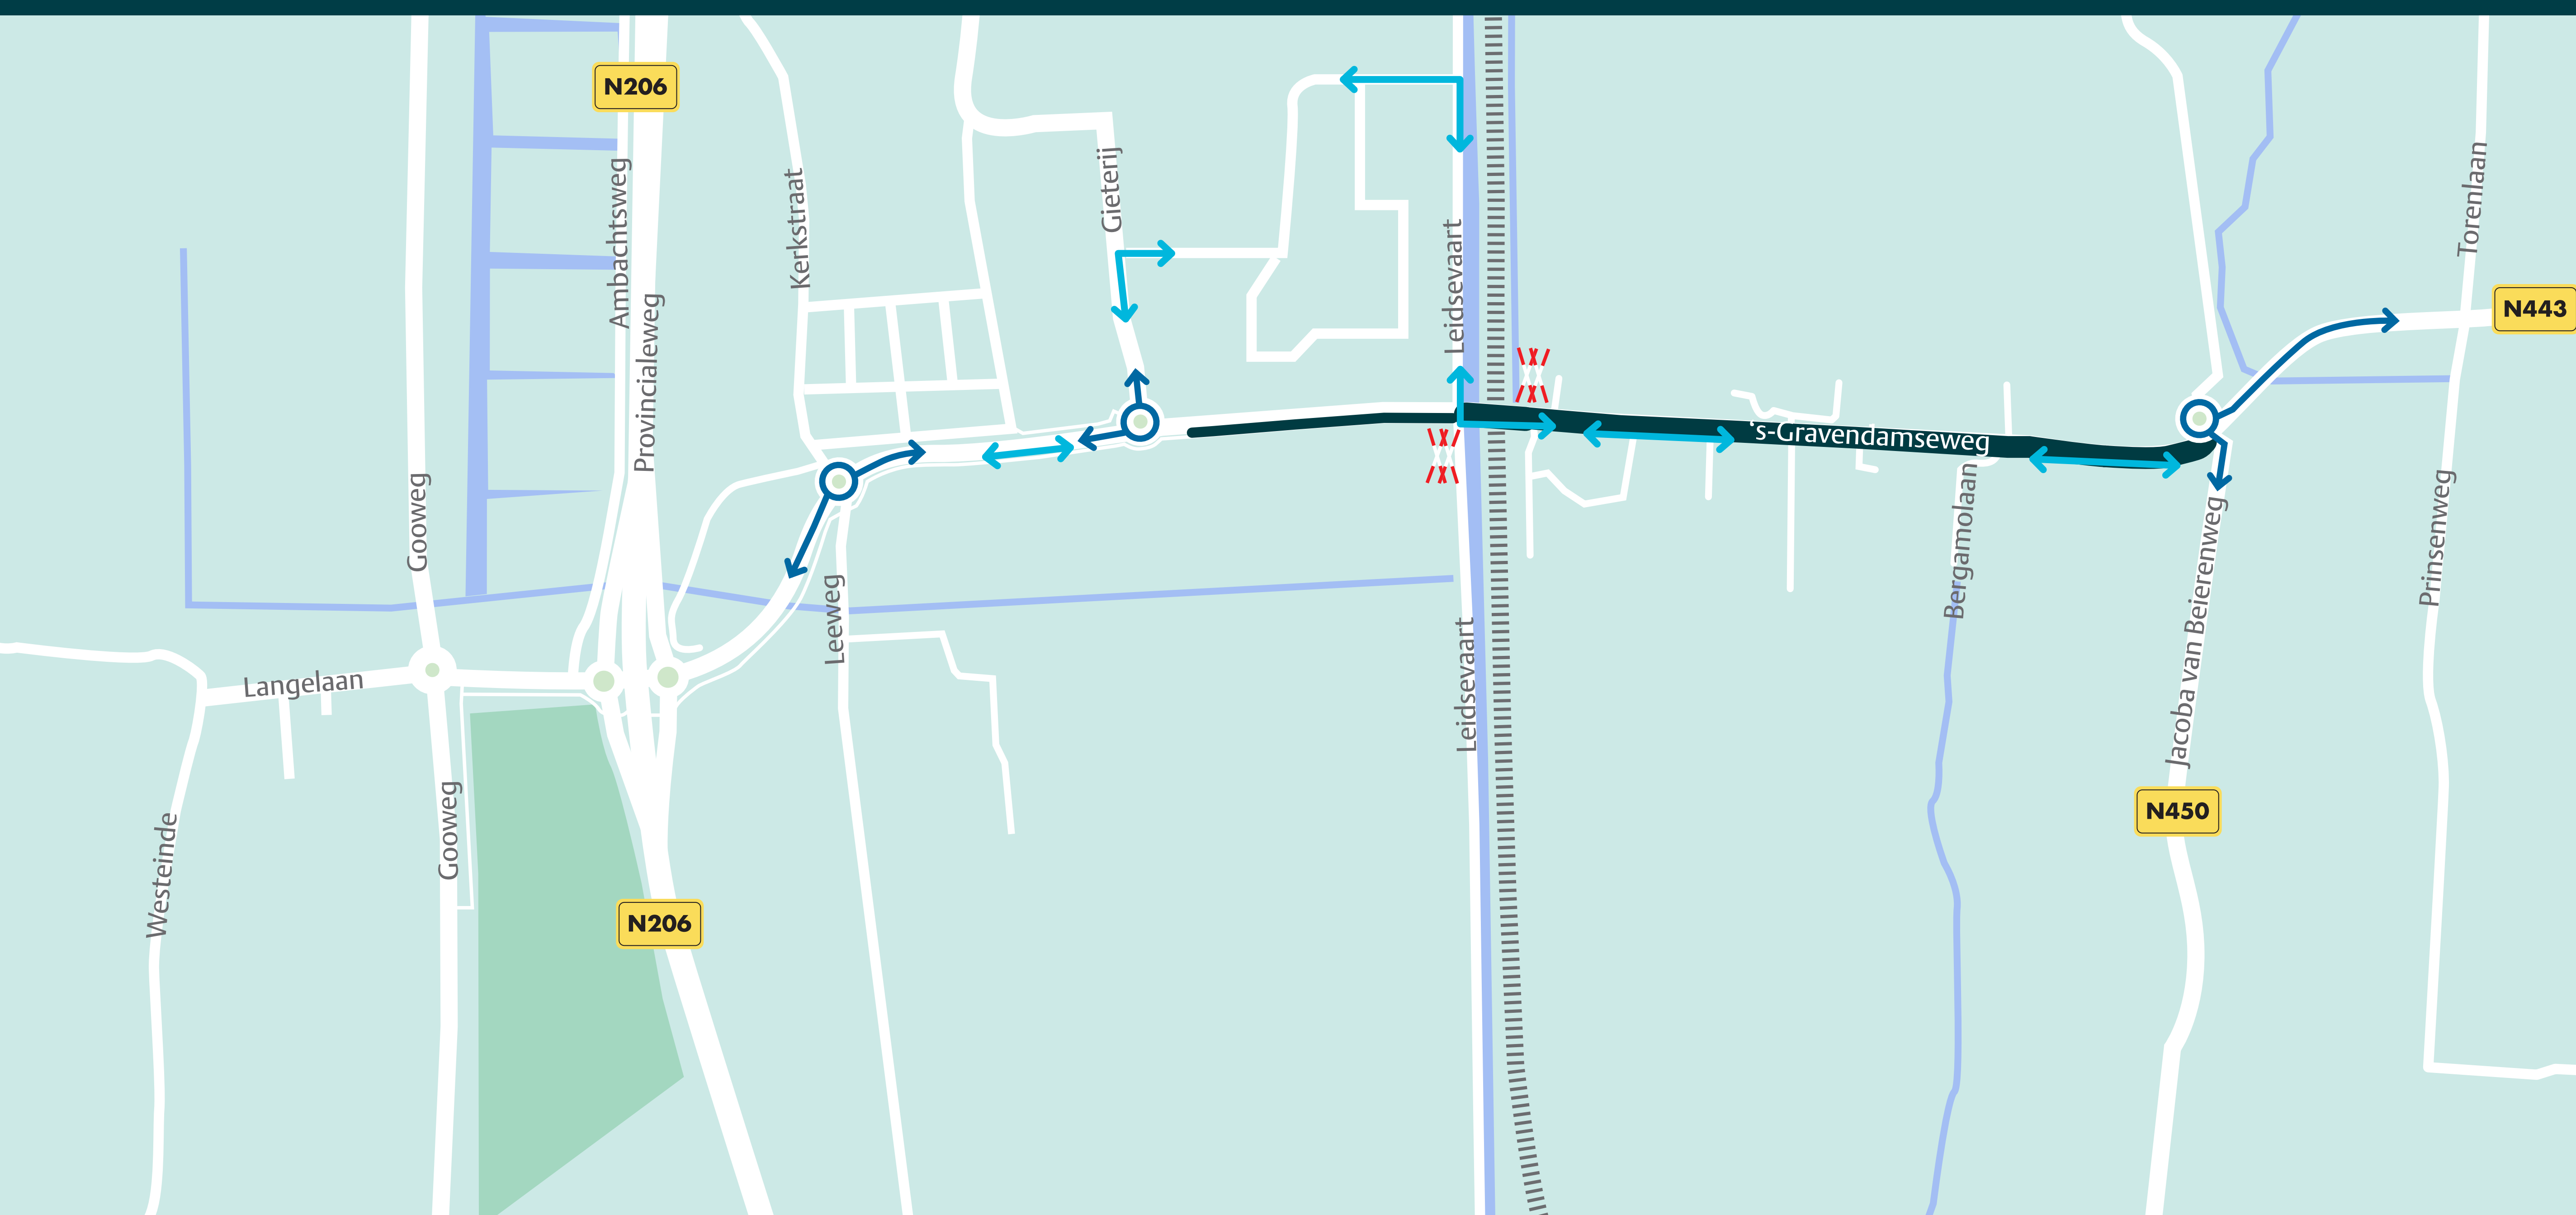 N206
Ambachtsweg
Provincialeweg
Kerkstraat
Gieterij
Leidsevaart
Torenlaan
N443
's-Gravendamseweg
Gooweg
Leeweg
Bergamolaan
Jacoba van Beierenweg
Prinsenweg
Langelaan
Leidsevaart
Gooweg
Westeinde
N450
N206